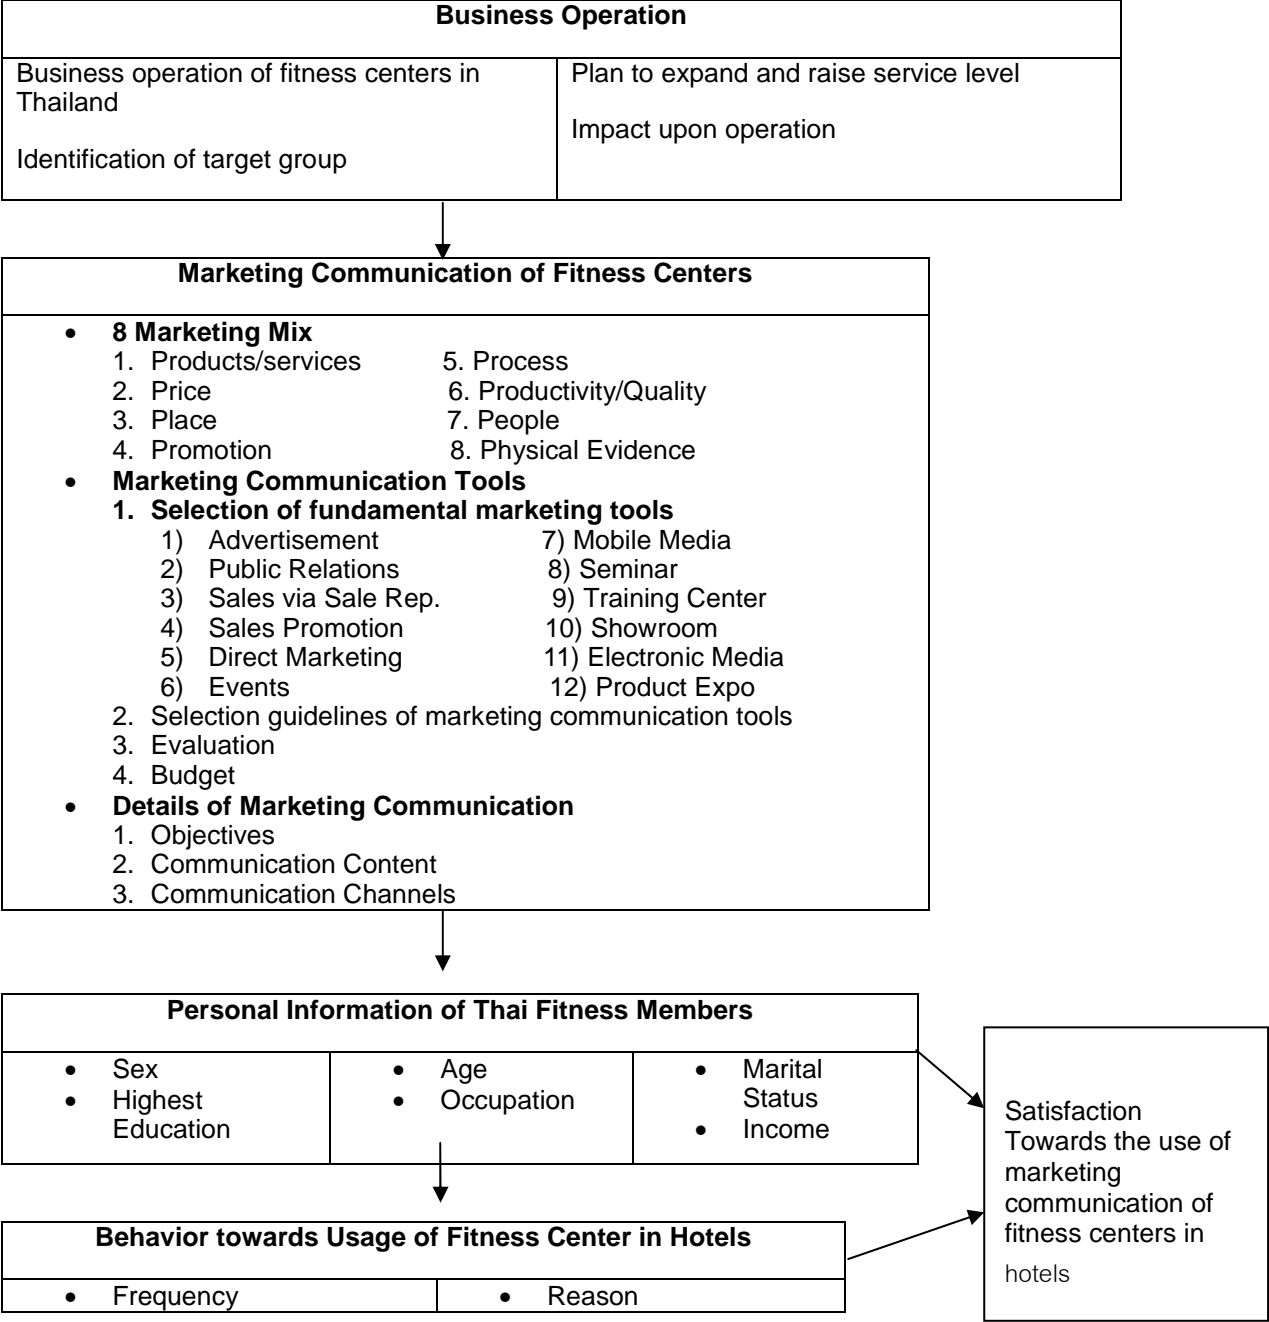 Business Operation
Business operation of fitness centers in
Thailand
Identification of target group
Plan to expand and raise service level
Impact upon operation
Marketing Communication of Fitness Centers
• 8 Marketing Mix
1. Products/services 5. Process
2. Price 6. Productivity/Quality
3. Place 7. People
4. Promotion 8. Physical Evidence
• Marketing Communication Tools
1. Selection of fundamental marketing tools
1) Advertisement 7) Mobile Media
2) Public Relations 8) Seminar
3) Sales via Sale Rep. 9) Training Center
4) Sales Promotion 10) Showroom
5) Direct Marketing 11) Electronic Media
6) Events 12) Product Expo
2. Selection guidelines of marketing communication tools
3. Evaluation
4. Budget
• Details of Marketing Communication
1. Objectives
2. Communication Content
3. Communication Channels
Personal Information of Thai Fitness Members
• Sex
• Highest
Education
• Age
• Occupation
• Marital
Status
• Income
Behavior towards Usage of Fitness Center in Hotels
• Frequency
• Reason
Satisfaction
Towards the use of
marketing
communication of
fitness centers in
hotels